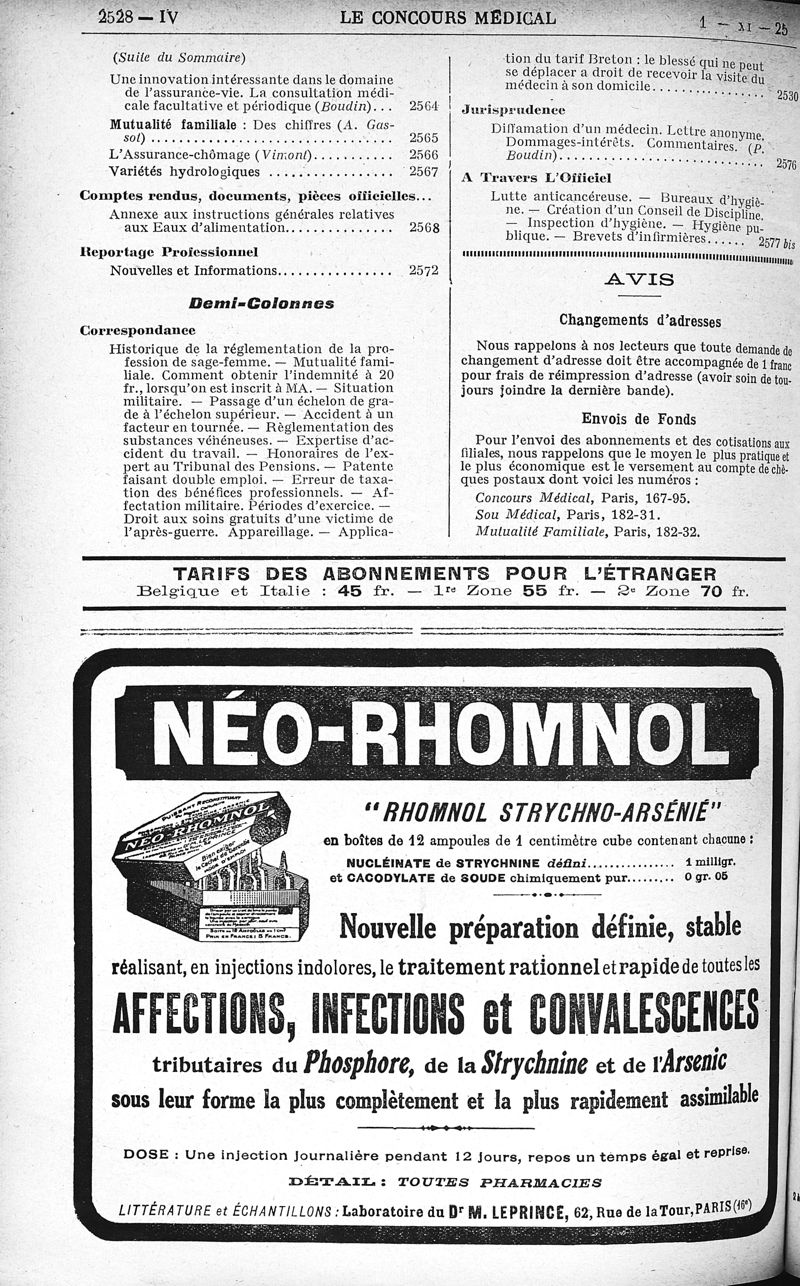 2528 — IV
LE CONCOURS MÉDICAL
1 — XI — 25
(Suite du Sommaire)
Une innovation intéressante dans le domaine
de l'assurance-vie. La consultation médi-
cale facultative et périodique (Boudin)... 2564
Mutualité familiale : Des chiffres (A. Gas-
sot) ................................ 2565
L'Assurance-chômage (Vimont)........... 2566
Variétés hydrologiques ................ 2567
Comptes rendus, documents, pièces officielles...
Annexe aux instructions générales relatives
aux Eaux d'alimentation.............. 2568
Reportage Professionnel
Nouvelles et Informations............... 2572
Demi-Colonnes
Correspondance
Historique de la réglementation de la pro-
fession de sage-femme. — Mutualité fami-
liale. Comment obtenir l'indemnité à 20
fr., lorsqu'on est inscrit à MA. — Situation
militaire. — Passage d'un échelon de gra-
de à l'échelon supérieur. — Accident à un
facteur en tournée. — Règlementation des
substances vénéneuses. — Expertise d'ac-
cident du travail. — Honoraires de l'ex-
pert au Tribunal des Pensions. — Patente
faisant double emploi. — Erreur de taxa-
tion des bénéfices professionnels. — Af-
fectation militaire. Périodes d'exercice. —
Droit aux soins gratuits d'une victime de
l'après-guerre. Appareillage. — Applica-
tion du tarif Breton : le blessé qui ne peut
se déplacer a droit de recevoir la visite du
médecin à son domicile................ 2530
Jurisprudence
Diffamation d'un médecin. Lettre anonyme.
Dommages-intérêts. Commentaires. (P.
Boudin)............................ 2576
A Travers L'Officiel
Lutte anticancéreuse. — Bureaux d'hygiè-
ne. — Création d'un Conseil de Discipline.
— Inspection d'hygiène. — Hygiène pu-
blique. — Brevets d'infirmières...... 2577 bis
AVIS
Changements d'adresses
Nous rappelons à nos lecteurs que toute demande de
changement d'adresse doit être accompagnée de 1 franc
pour frais de réimpression d'adresse (avoir soin de tou-
jours joindre la dernière bande).
Envois de Fonds
Pour l'envoi des abonnements et des cotisations aux
filiales, nous rappelons que le moyen le plus pratique et
le plus économique est le versement au compte de chè-
ques postaux dont voici les numéros :
Concours Médical, Paris, 167-95.
Sou Médical, Paris, 182-31.
Mutualité Familiale, Paris, 182-32.
TARIFS DES ABONNEMENTS POUR L'ÉTRANGER
Belgique et Italie : 45 fr. — 1re Zone 55 fr. — 2e Zone 70 fr.
NÉO-RHOMNOL
PUISSANT RECONSTITUANT
NÉO-RHOMNOL
Bien exiger
MODE D'EMPLOI
BOITE DE 12 AMPOULES DE 1 cm3
PRIX EN FRANCE: 5 FRANCS.
"RHOMNOL STRYCHNO-ARSÉNIÉ"
en boîtes de 12 ampoules de 1 centimètre cube contenant chacune :
NUCLÉINATE de STRYCHNINE défini............... 1 milligr.
et CACODYLATE de SOUDE chimiquement pur........ 0 gr. 05
Nouvelle préparation définie, stable
réalisant, en injections indolores, le traitement rationnel et rapide de toutes les
AFFECTIONS, INFECTIONS et CONVALESCENCES
tributaires du Phosphore, de la Strychnine et de l'Arsenic
sous leur forme la plus complètement et la plus rapidement assimilable
DOSE : Une injection journalière pendant 12 jours, repos un temps égal et reprise.
DÉTAIL : TOUTES PHARMACIES
LITTÉRATURE et ÉCHANTILLONS : Laboratoire du Dr M. LEPRINCE, 62, Rue de la Tour, PARIS (16e)